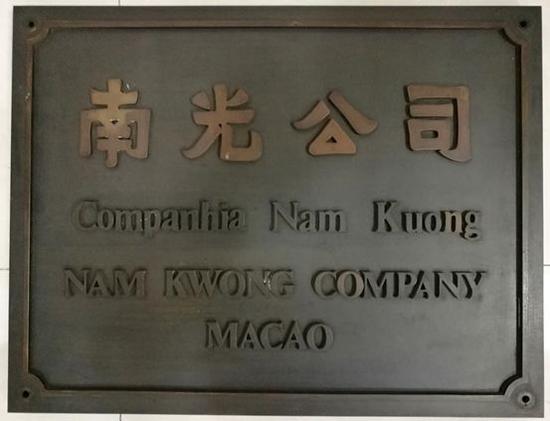 南光公司
Companhia Nam Kuong
NAM KWONG COMPANY
MACAO